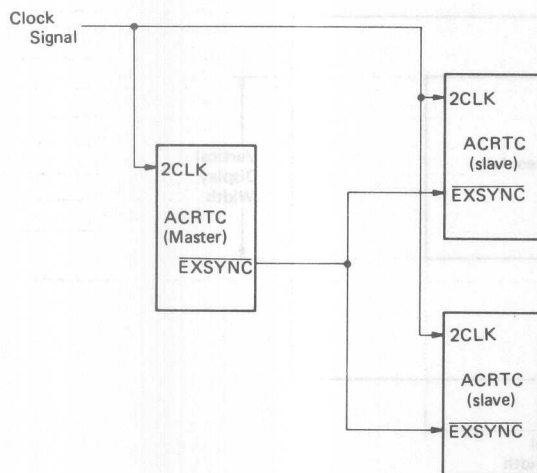 Clock
Signal
2CLK
ACRTC
(slave)
EXSYNC
2CLK
ACRTC
(Master)
EXSYNC
2CLK
ACRTC
(slave)
EXSYNC